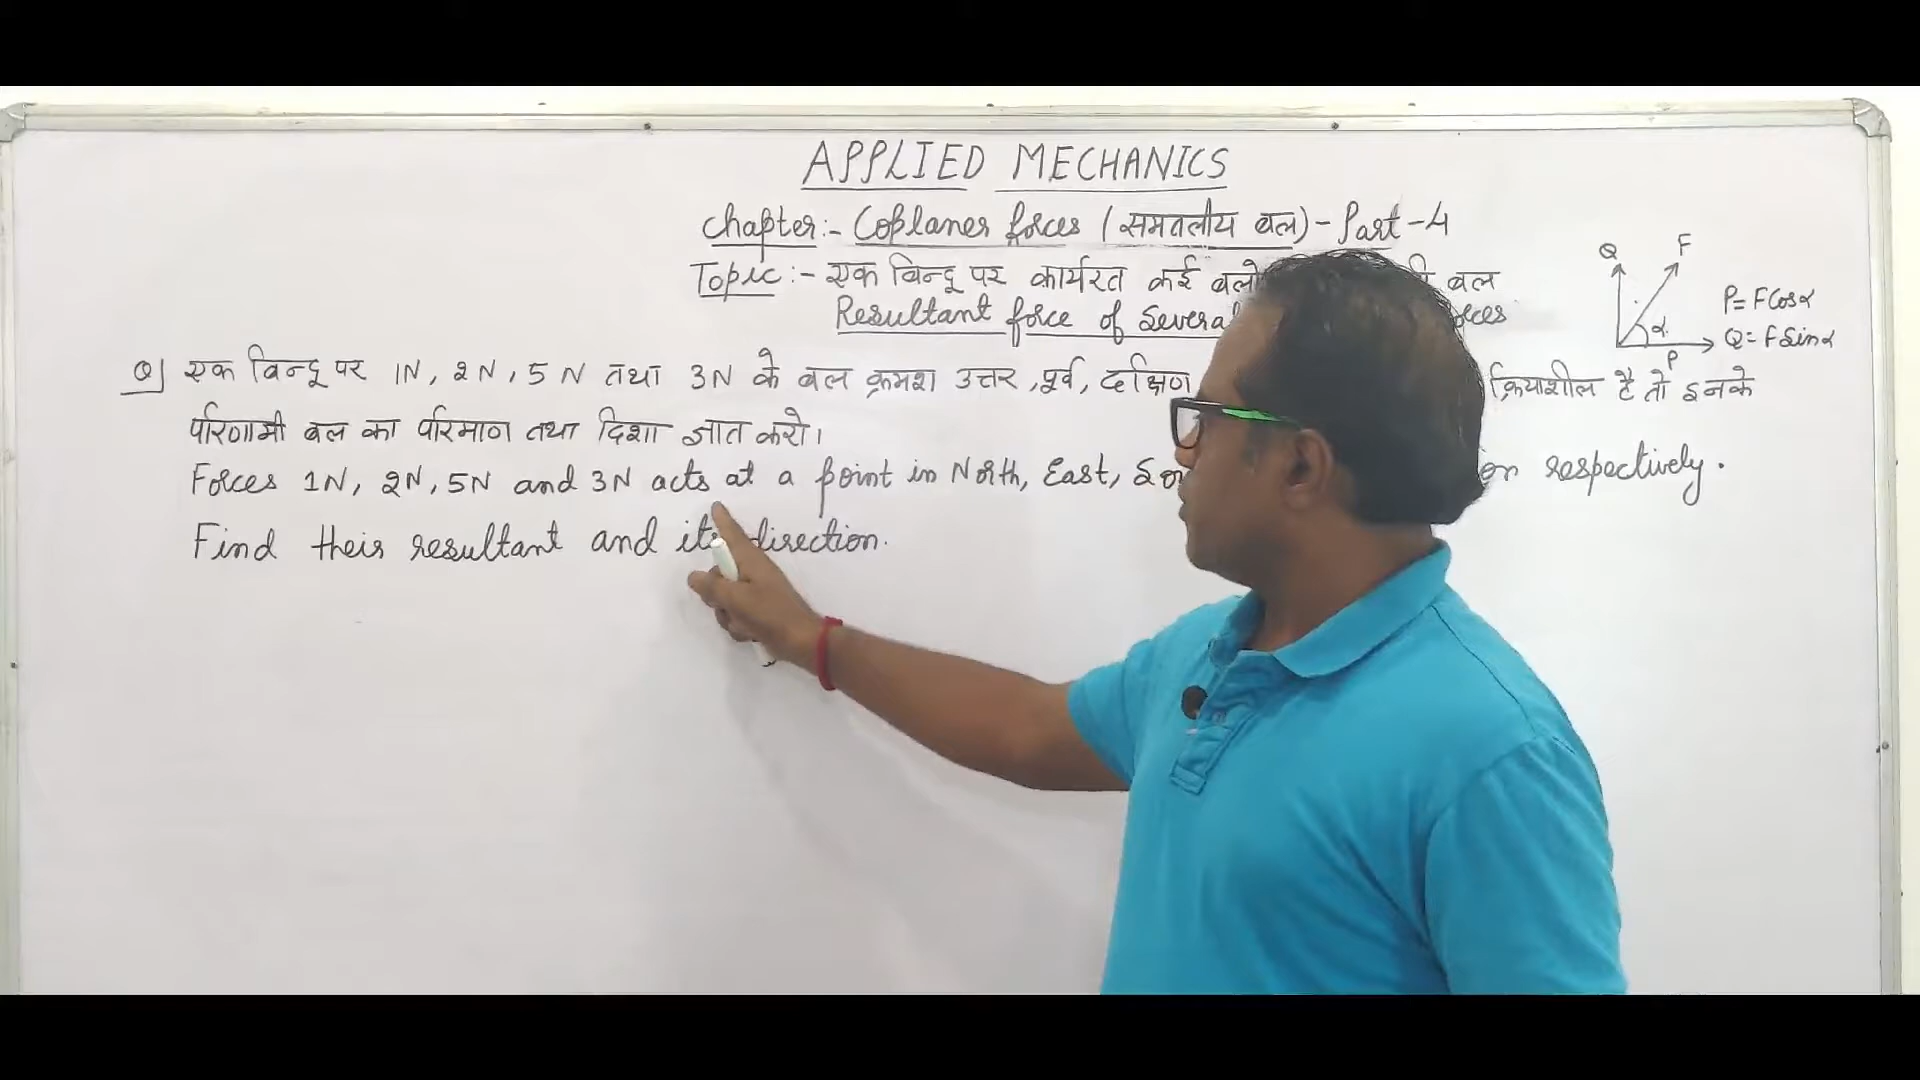 APPLIED MECHANICS
Chapter:- Coplaner forces (समतलीय बल) - Part-4
Topic:- एक बिन्दू पर कार्यरत कई बलो बल
Resultant force of Several
Q] एक बिन्दू पर 1N, 2N, 5N तथा 3N के बल क्रमश उत्तर, पूर्व, दक्षिण क्रियाशील है तो इनके
परिणामी बल का परिमाण तथा दिशा ज्ञात करो।
Forces 1N, 2N, 5N and 3N acts at a point in North, East, respectively.
Find their resultant and its direction.
Q F
P=Fcosα
α
Q=Fsinα
P